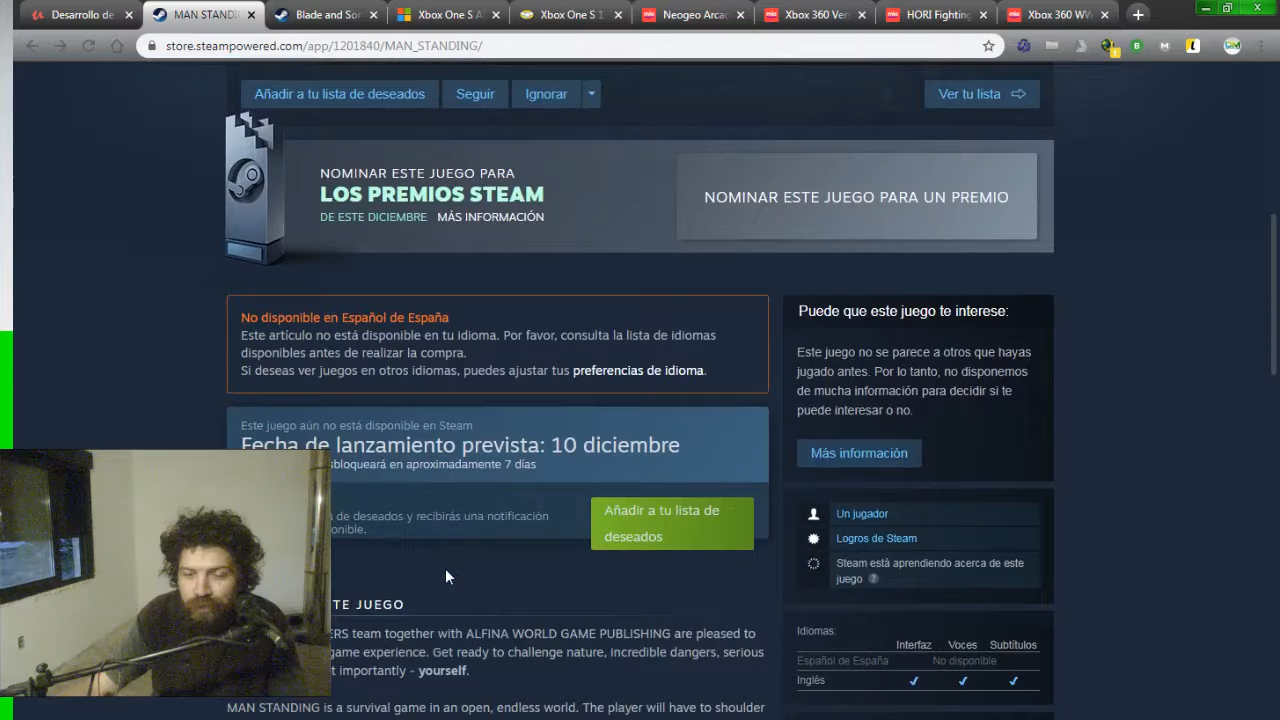 Desarrollo de
MAN STANDIN
Blade and Sor
Xbox One S A
Xbox One S 1
Neogeo Arca
Xbox 360 Ver
HORI Fighting
Xbox 360 WW
store.steampowered.com/app/1201840/MAN_STANDING/
Añadir a tu lista de deseados
Seguir
Ignorar
Ver tu lista
NOMINAR ESTE JUEGO PARA
LOS PREMIOS STEAM
DE ESTE DICIEMBRE MÁS INFORMACIÓN
NOMINAR ESTE JUEGO PARA UN PREMIO
No disponible en Español de España
Este artículo no está disponible en tu idioma. Por favor, consulta la lista de idiomas
disponibles antes de realizar la compra.
Si deseas ver juegos en otros idiomas, puedes ajustar tus preferencias de idioma.
Este juego aún no está disponible en Steam
Fecha de lanzamiento prevista: 10 diciembre
sbloqueará en aproximadamente 7 días
a de deseados y recibirás una notificación
onible.
Añadir a tu lista de
deseados
TE JUEGO
ERS team together with ALFINA WORLD GAME PUBLISHING are pleased to
game experience. Get ready to challenge nature, incredible dangers, serious
t importantly - yourself.
MAN STANDING is a survival game in an open, endless world. The player will have to shoulder
Puede que este juego te interese:
Este juego no se parece a otros que hayas
jugado antes. Por lo tanto, no disponemos
de mucha información para decidir si te
puede interesar o no.
Más información
Un jugador
Logros de Steam
Steam está aprendiendo acerca de este
juego ?
Idiomas:
Interfaz Voces Subtítulos
Español de España No disponible
Inglés ✔ ✔ ✔